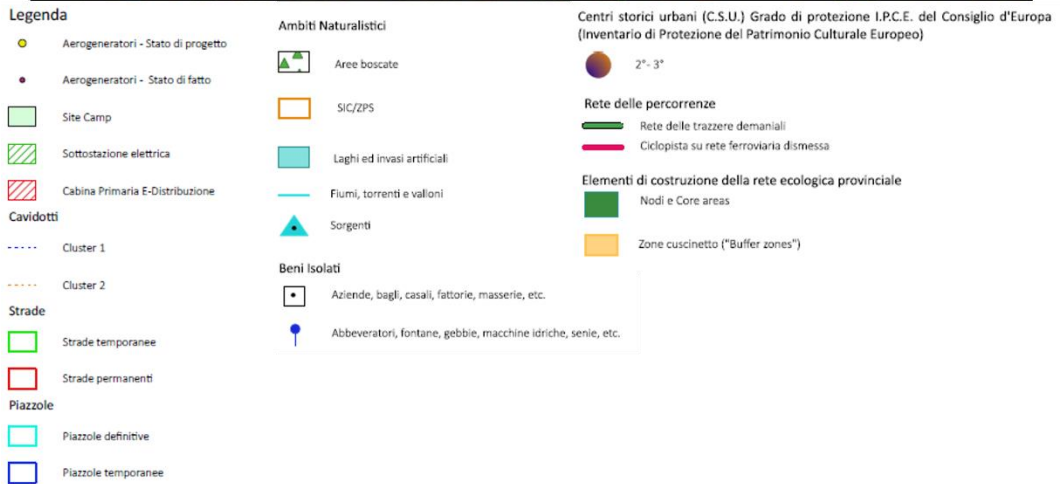 Legenda
Aerogeneratori - Stato di progetto
Aerogeneratori - Stato di fatto
Site Camp
Sottostazione elettrica
Cabina Primaria E-Distribuzione
Cavidotti
Cluster 1
Cluster 2
Strade
Strade temporanee
Strade permanenti
Piazzole
Piazzole definitive
Piazzole temporanee
Ambiti Naturalistici
Aree boscate
SIC/ZPS
Laghi ed invasi artificiali
Fiumi, torrenti e valloni
Sorgenti
Beni Isolati
Aziende, bagli, casali, fattorie, masserie, etc.
Abbeveratori, fontane, gebbie, macchine idriche, senie, etc.
Centri storici urbani (C.S.U.) Grado di protezione I.P.C.E. del Consiglio d'Europa
(Inventario di Protezione del Patrimonio Culturale Europeo)
2°- 3°
Rete delle percorrenze
Rete delle trazzere demaniali
Ciclopista su rete ferroviaria dismessa
Elementi di costruzione della rete ecologica provinciale
Nodi e Core areas
Zone cuscinetto ("Buffer zones")